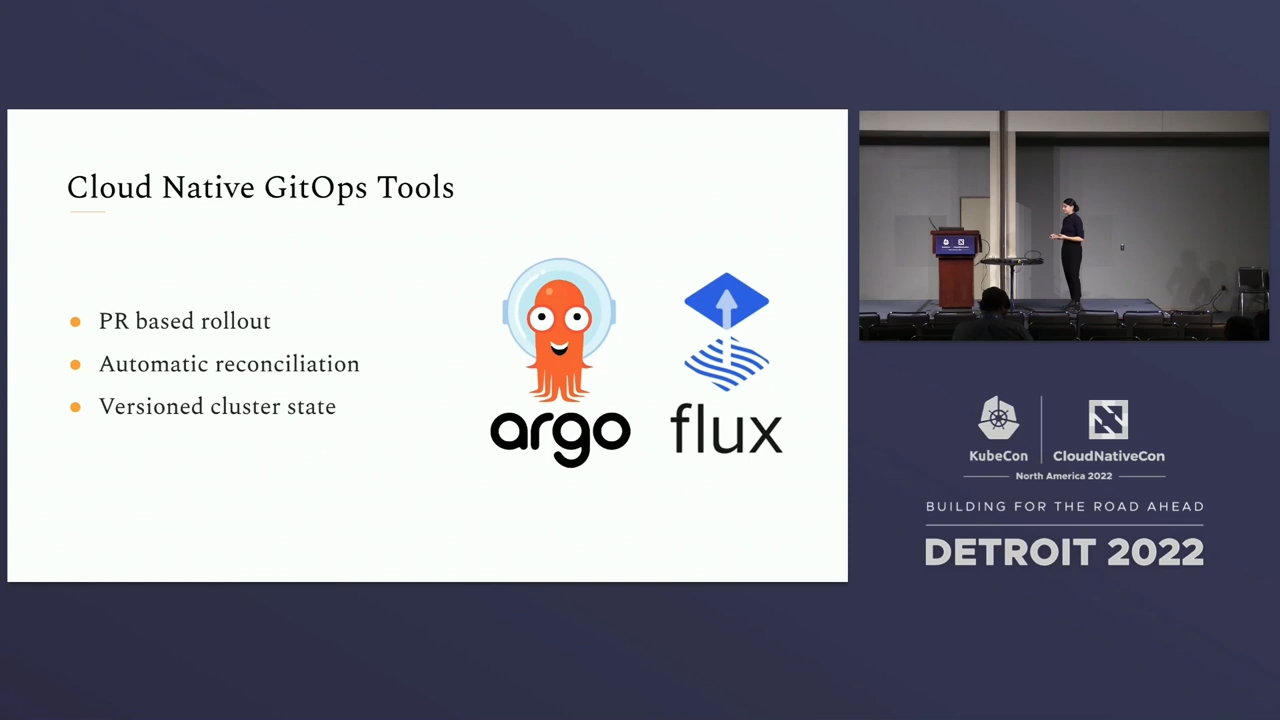 Cloud Native GitOps Tools
PR based rollout
Automatic reconciliation
Versioned cluster state
argo
flux
KubeCon
CloudNativeCon
North America 2022
BUILDING FOR THE ROAD AHEAD
DETROIT 2022